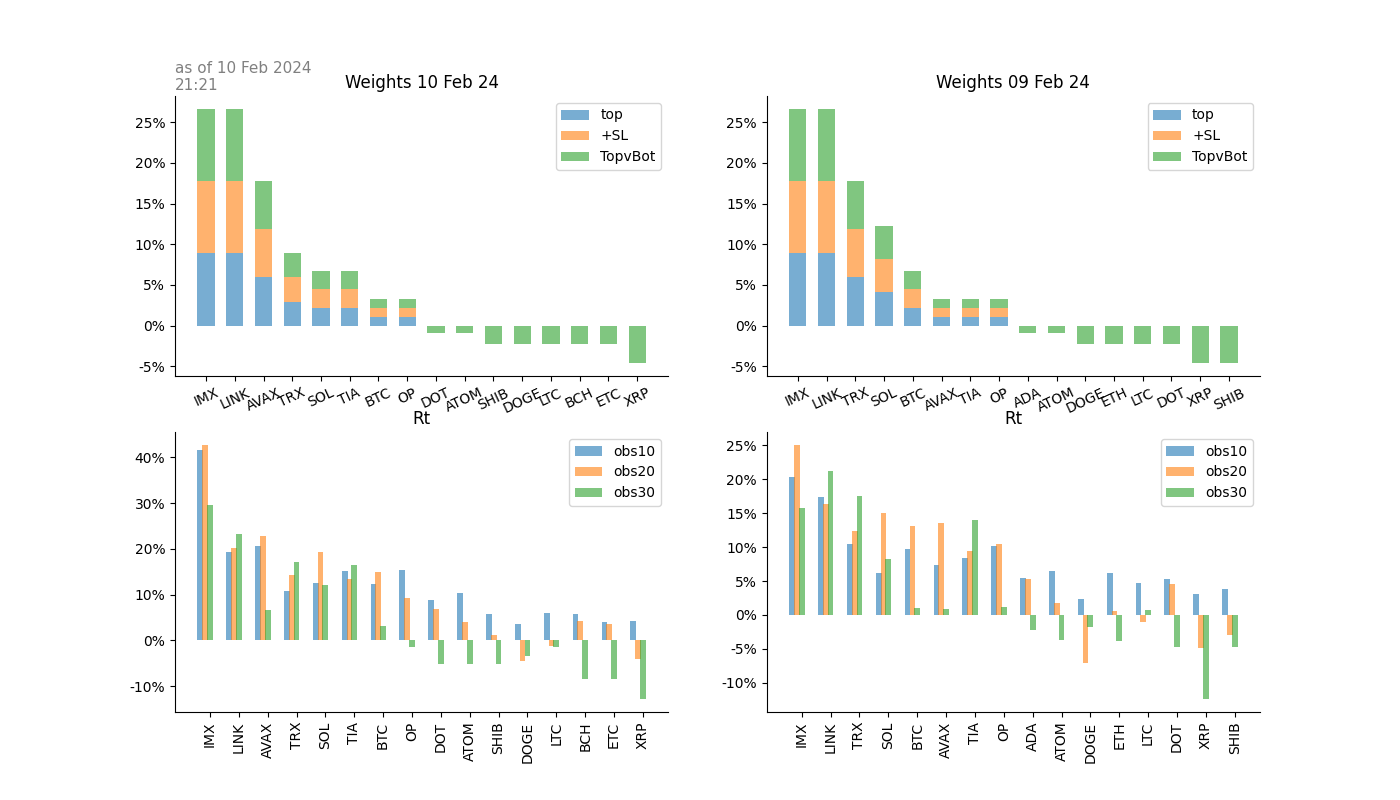 as of 10 Feb 2024
21:21
Weights 10 Feb 24
25%
20%
15%
10%
5%
0%
-5%
top
+SL
TopvBot
IMX LINK AVAX TRX SOL TIA BTC OP DOT ATOM SHIB DOGE LTC BCH ETC XRP
Weights 09 Feb 24
25%
20%
15%
10%
5%
0%
-5%
top
+SL
TopvBot
IMX LINK TRX SOL BTC AVAX TIA OP ADA ATOM DOGE ETH LTC DOT XRP SHIB
Rt
40%
30%
20%
10%
0%
-10%
obs10
obs20
obs30
IMX LINK AVAX TRX SOL TIA BTC OP DOT ATOM SHIB DOGE LTC BCH ETC XRP
Rt
25%
20%
15%
10%
5%
0%
-5%
-10%
obs10
obs20
obs30
IMX LINK TRX SOL BTC AVAX TIA OP ADA ATOM DOGE ETH LTC DOT XRP SHIB